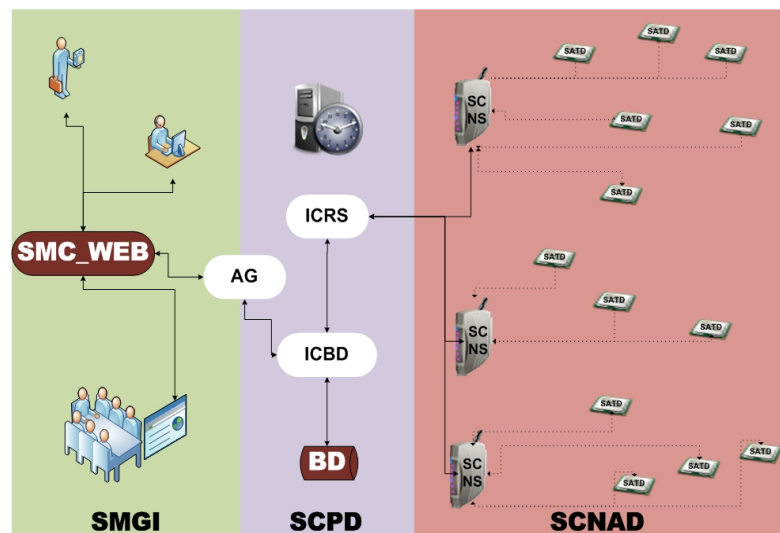 SATD
SATD
SATD
SC
NS
SATD
SATD
SATD
ICRS
SMC_WEB
AG
SATD
SATD
SATD
SC
NS
ICBD
SATD
SATD
SATD
SATD
SC
NS
BD
SMGI
SCPD
SCNAD